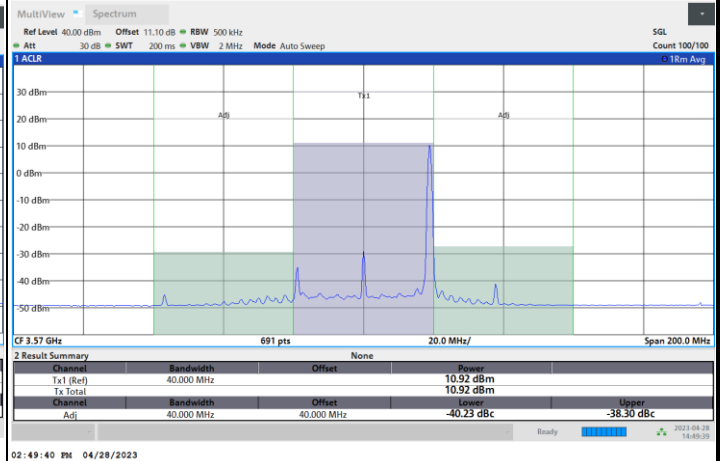 MultiView Spectrum
Ref Level 40.00 dBm Offset 11.10 dB RBW 500 kHz SGL
Att 30 dB SWT 200 ms VBW 2 MHz Mode Auto Sweep Count 100/100
1 ACLR 1Rm Avg
30 dBm
Tx1
20 dBm Adj Adj
10 dBm
0 dBm
-10 dBm
-20 dBm
-30 dBm
-40 dBm
-50 dBm
CF 3.57 GHz 691 pts 20.0 MHz/ Span 200.0 MHz
2 Result Summary None
Channel Bandwidth Offset Power
Tx1 (Ref) 40.000 MHz 10.92 dBm
Tx Total 10.92 dBm
Channel Bandwidth Offset Lower Upper
Adj 40.000 MHz 40.000 MHz -40.23 dBc -38.30 dBc
Ready 2023-04-28
14:49:39
02:49:40 PM 04/28/2023